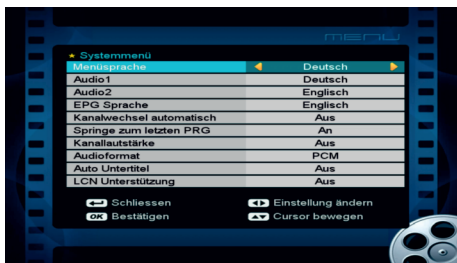 MENÜ
Systemmenü
Menüsprache Deutsch
Audio1 Deutsch
Audio2 Englisch
EPG Sprache Englisch
Kanalwechsel automatisch Aus
Springe zum letzten PRG An
Kanallautstärke Aus
Audioformat PCM
Auto Untertitel Aus
LCN Unterstützung Aus
Schliessen Einstellung ändern
OK Bestätigen Cursor bewegen